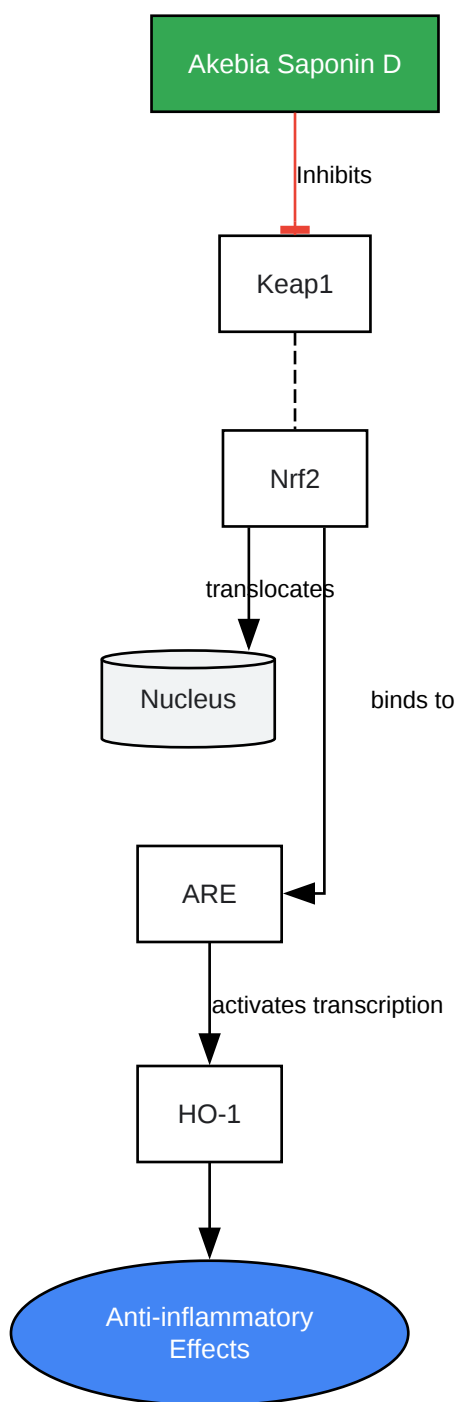 Akebia Saponin D
Inhibits
Keap1
Nrf2
translocates
Nucleus
binds to
ARE
activates transcription
HO-1
Anti-inflammatory
Effects